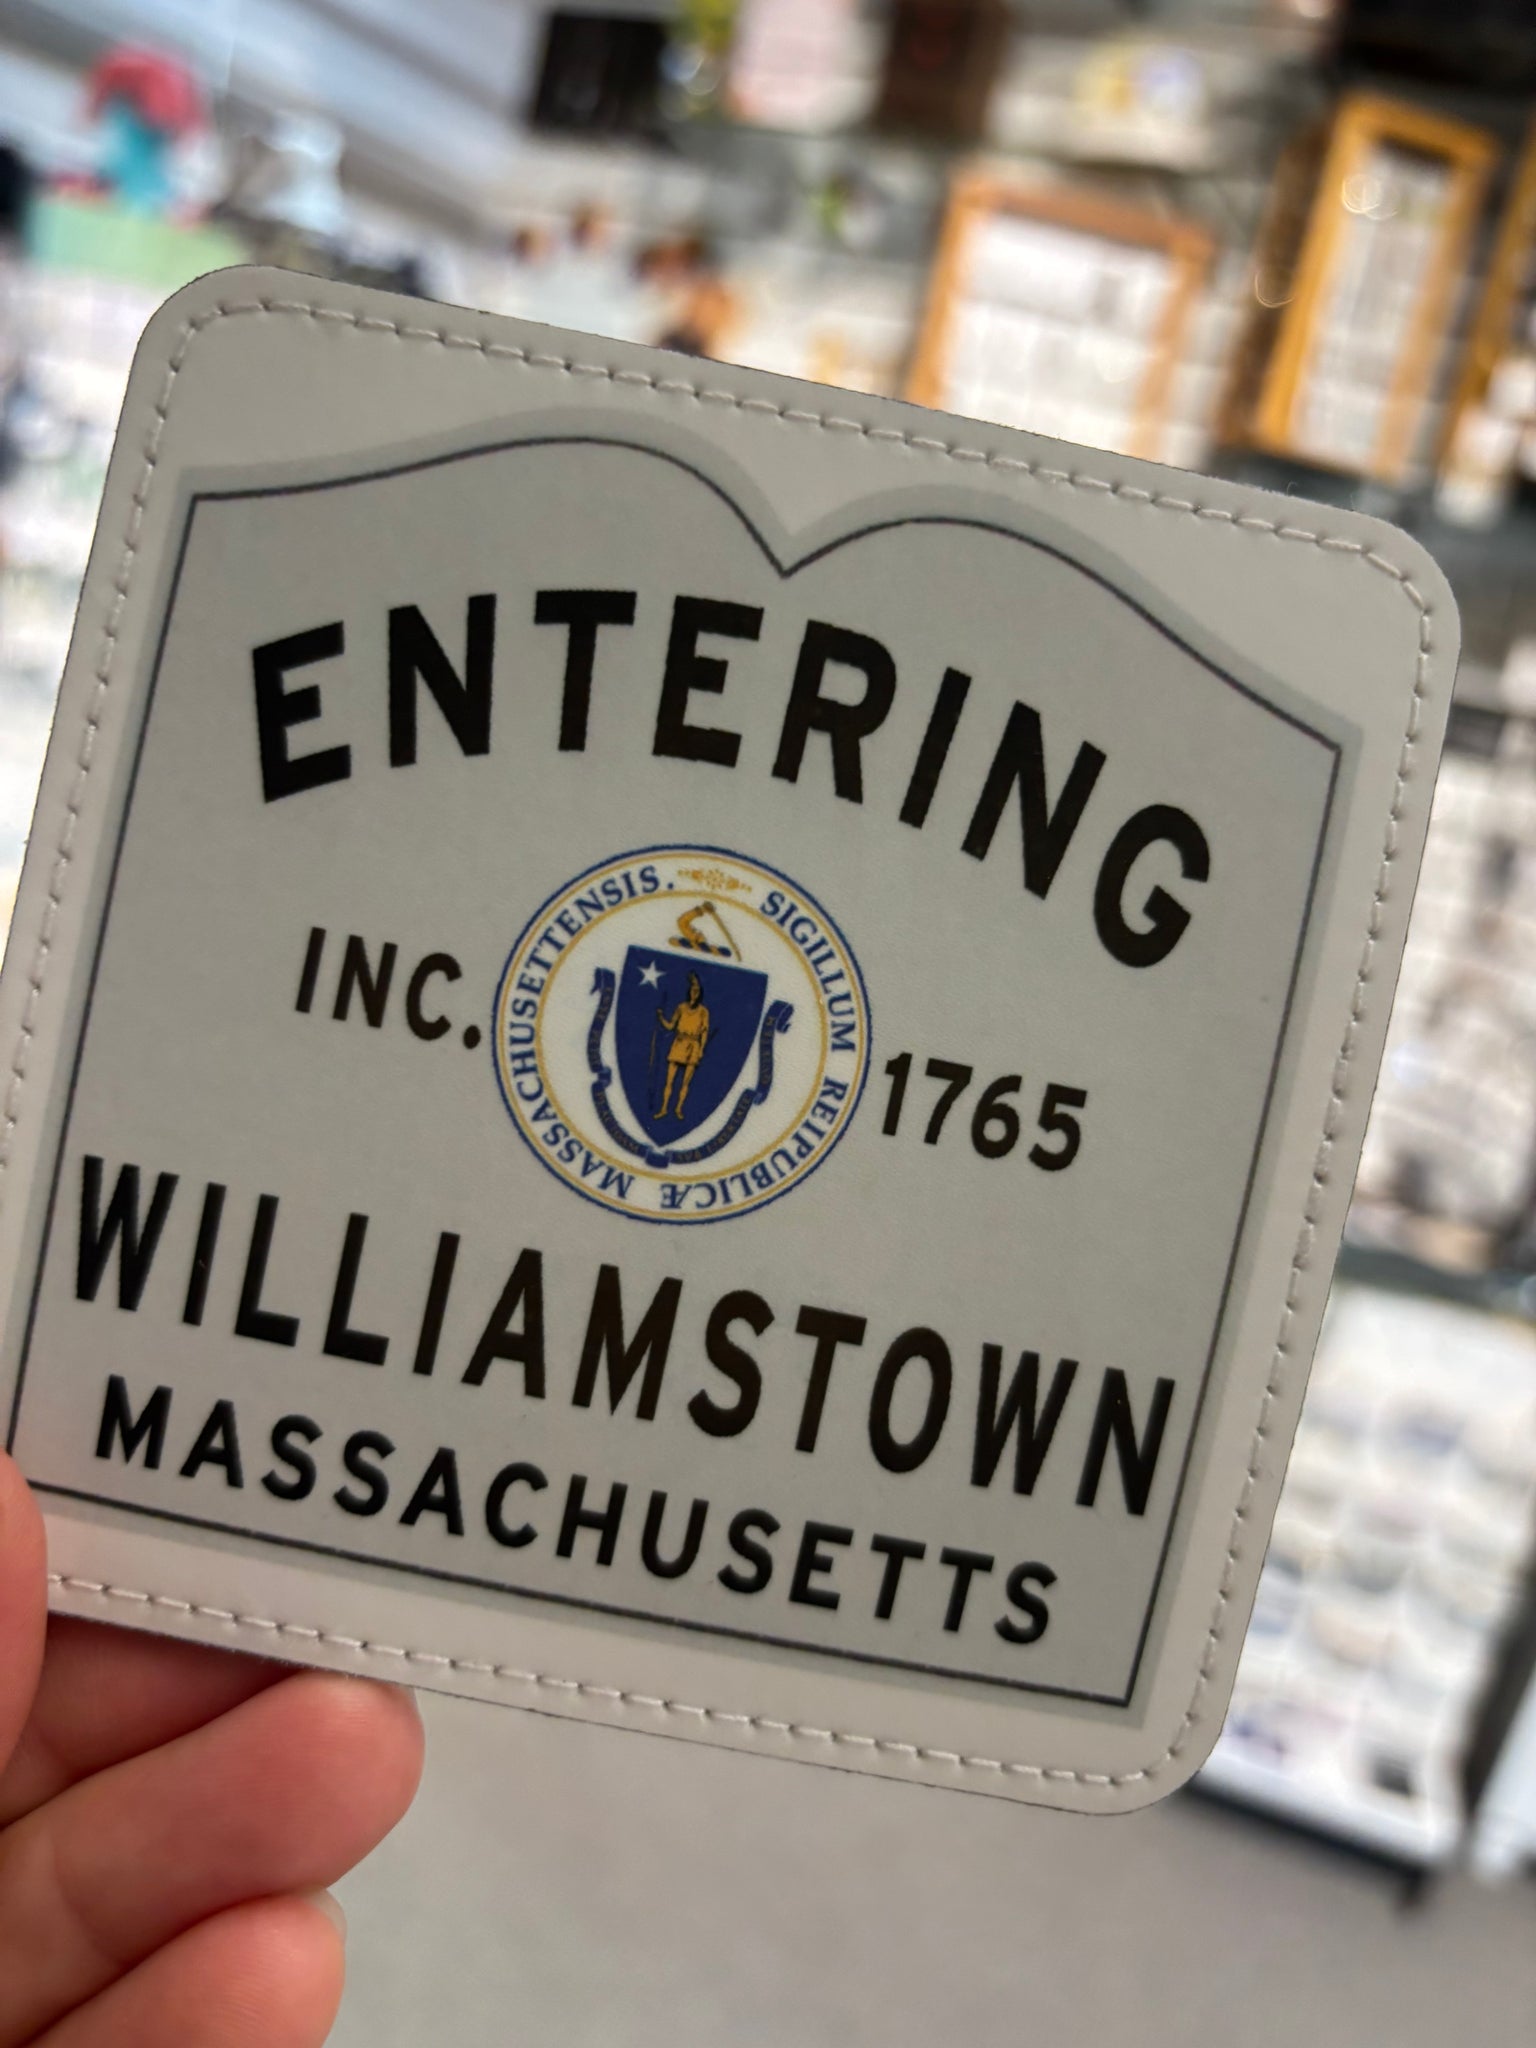 ENTERING
INC. 1765
SIGILLUM REIPUBLICÆ MASSACHUSETTENSIS.
WILLIAMSTOWN
MASSACHUSETTS